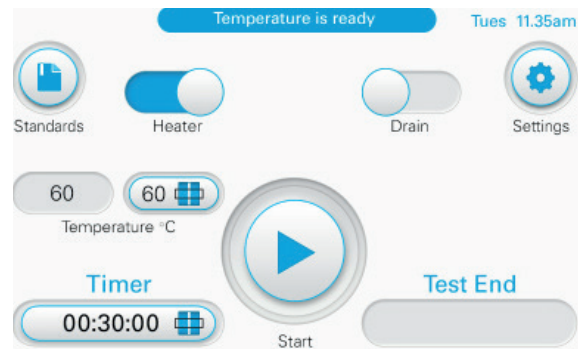 Temperature is ready
Tues 11.35am
Standards
Heater
Drain
Settings
60
60
Temperature °C
Timer
00:30:00
Start
Test End